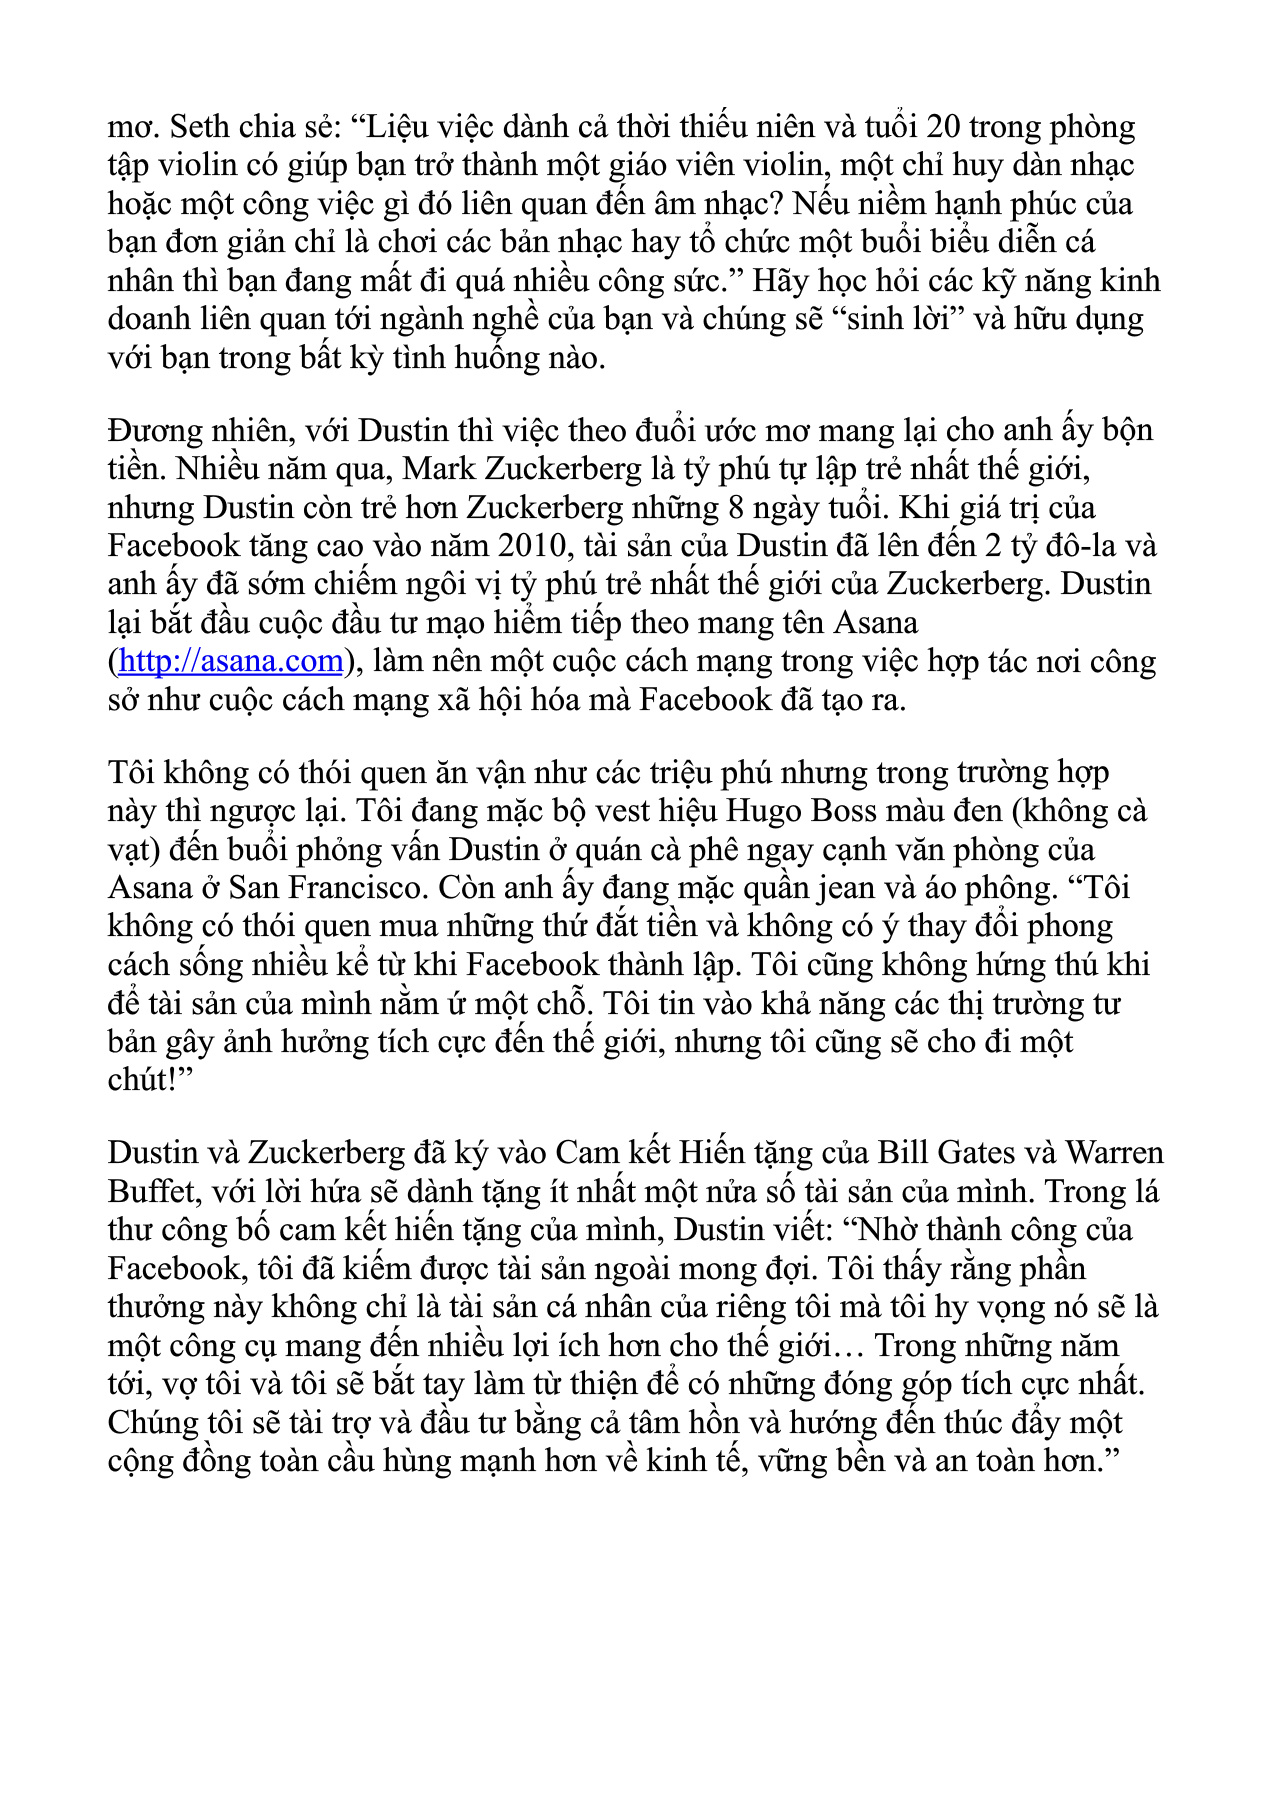 mơ. Seth chia sẻ: “Liệu việc dành cả thời thiếu niên và tuổi 20 trong phòng
tập violin có giúp bạn trở thành một giáo viên violin, một chỉ huy dàn nhạc
hoặc một công việc gì đó liên quan đến âm nhạc? Nếu niềm hạnh phúc của
bạn đơn giản chỉ là chơi các bản nhạc hay tổ chức một buổi biểu diễn cá
nhân thì bạn đang mất đi quá nhiều công sức.” Hãy học hỏi các kỹ năng kinh
doanh liên quan tới ngành nghề của bạn và chúng sẽ “sinh lời” và hữu dụng
với bạn trong bất kỳ tình huống nào.

Đương nhiên, với Dustin thì việc theo đuổi ước mơ mang lại cho anh ấy bộn
tiền. Nhiều năm qua, Mark Zuckerberg là tỷ phú tự lập trẻ nhất thế giới,
nhưng Dustin còn trẻ hơn Zuckerberg những 8 ngày tuổi. Khi giá trị của
Facebook tăng cao vào năm 2010, tài sản của Dustin đã lên đến 2 tỷ đô-la và
anh ấy đã sớm chiếm ngôi vị tỷ phú trẻ nhất thế giới của Zuckerberg. Dustin
lại bắt đầu cuộc đầu tư mạo hiểm tiếp theo mang tên Asana
(http://asana.com), làm nên một cuộc cách mạng trong việc hợp tác nơi công
sở như cuộc cách mạng xã hội hóa mà Facebook đã tạo ra.

Tôi không có thói quen ăn vận như các triệu phú nhưng trong trường hợp
này thì ngược lại. Tôi đang mặc bộ vest hiệu Hugo Boss màu đen (không cà
vạt) đến buổi phỏng vấn Dustin ở quán cà phê ngay cạnh văn phòng của
Asana ở San Francisco. Còn anh ấy đang mặc quần jean và áo phông. “Tôi
không có thói quen mua những thứ đắt tiền và không có ý thay đổi phong
cách sống nhiều kể từ khi Facebook thành lập. Tôi cũng không hứng thú khi
để tài sản của mình nằm ứ một chỗ. Tôi tin vào khả năng các thị trường tư
bản gây ảnh hưởng tích cực đến thế giới, nhưng tôi cũng sẽ cho đi một
chút!”

Dustin và Zuckerberg đã ký vào Cam kết Hiến tặng của Bill Gates và Warren
Buffet, với lời hứa sẽ dành tặng ít nhất một nửa số tài sản của mình. Trong lá
thư công bố cam kết hiến tặng của mình, Dustin viết: “Nhờ thành công của
Facebook, tôi đã kiếm được tài sản ngoài mong đợi. Tôi thấy rằng phần
thưởng này không chỉ là tài sản cá nhân của riêng tôi mà tôi hy vọng nó sẽ là
một công cụ mang đến nhiều lợi ích hơn cho thế giới… Trong những năm
tới, vợ tôi và tôi sẽ bắt tay làm từ thiện để có những đóng góp tích cực nhất.
Chúng tôi sẽ tài trợ và đầu tư bằng cả tâm hồn và hướng đến thúc đẩy một
cộng đồng toàn cầu hùng mạnh hơn về kinh tế, vững bền và an toàn hơn.”